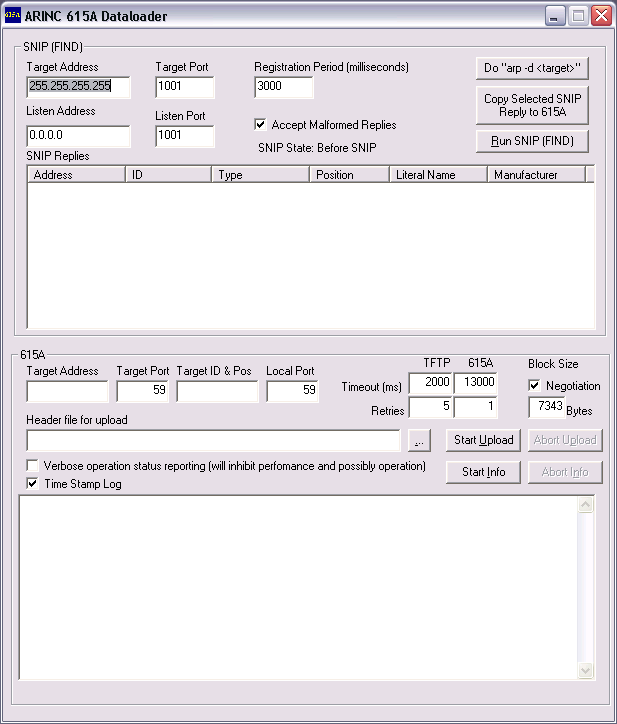 615A ARINC 615A Dataloader
SNIP (FIND)
Target Address Target Port Registration Period (milliseconds)
255.255.255.255 1001 3000 Do "arp -d <target>"
Listen Address Listen Port
Copy Selected SNIP
Reply to 615A
0.0.0.0 1001 Accept Malformed Replies
SNIP State: Before SNIP Run SNIP (FIND)
SNIP Replies
Address ID Type Position Literal Name Manufacturer
615A
TFTP 615A Block Size
Target Address Target Port Target ID & Pos Local Port
59 59 Timeout (ms) 2000 13000 Negotiation
Retries 5 1 7343 Bytes
Header file for upload
... Start Upload Abort Upload
Verbose operation status reporting (will inhibit perfomance and possibly operation) Start Info Abort Info
Time Stamp Log